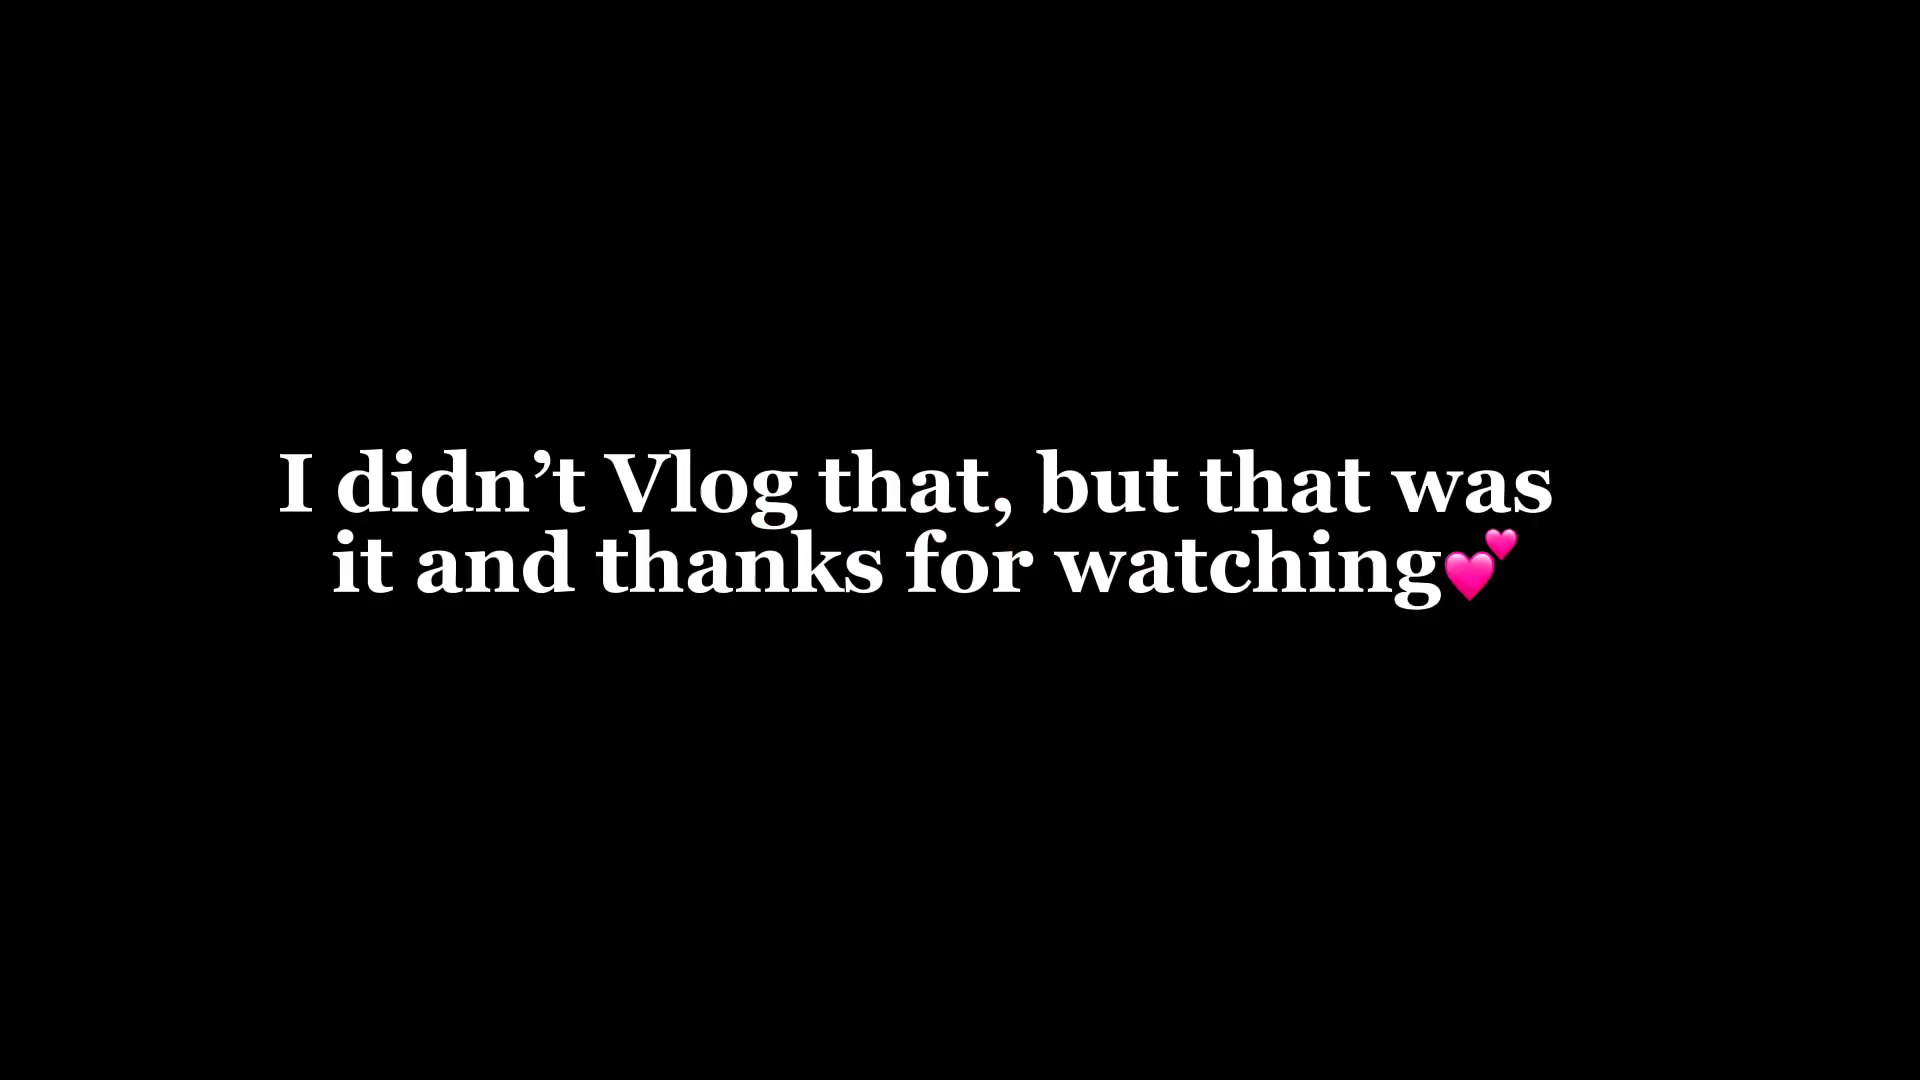 I didn’t Vlog that, but that was
it and thanks for watching💕